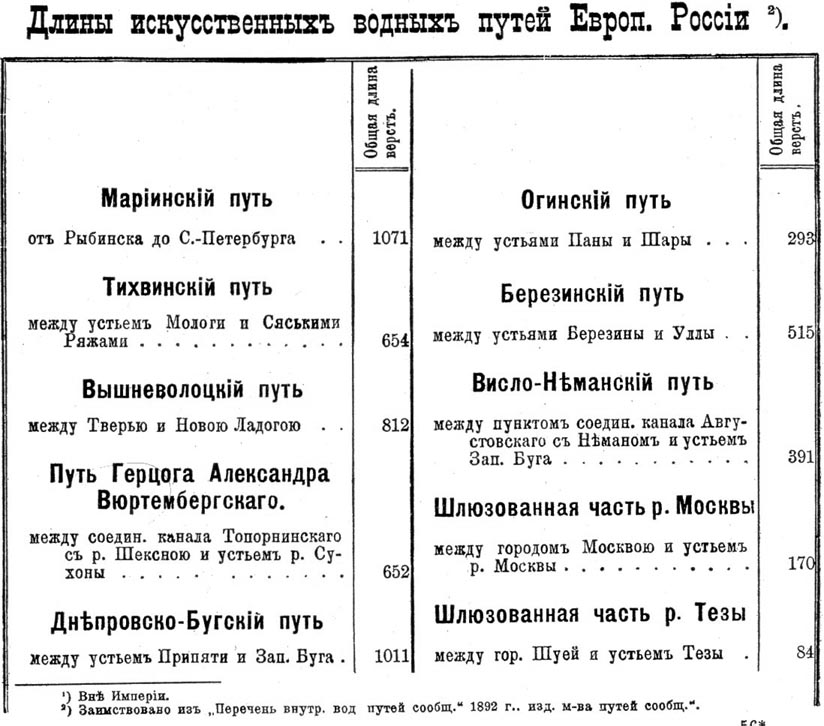 Длины искусственныхъ водныхъ путей Европ. Россіи ²).
Общая длина
верстъ.
Маріинскій путь
отъ Рыбинска до С.-Петербурга . . 1071
Тихвинскій путь
между устьемъ Мологи и Сяськими
Ряжами . . . . . . . . . . . 654
Вышневолоцкій путь
между Тверью и Новою Ладогою . . 812
Путь Герцога Александра
Вюртембергскаго.
между соедин. канала Топорнинскаго
съ р. Шексною и устьемъ р. Су-
хоны . . . . . . . . . . . . 652
Днѣпровско-Бугскій путь
между устьемъ Припяти и Зап. Буга . 1011
Общая длина
верстъ.
Огинскій путь
между устьями Паны и Шары . . . 293
Березинскій путь
между устьями Березины и Уллы . . 515
Висло-Нѣманскій путь
между пунктомъ соедин. канала Авгу-
стовскаго съ Нѣманомъ и устьемъ
Зап. Буга . . . . . . . . . . 391
Шлюзованная часть р. Москвы
между городомъ Москвою и устьемъ
р. Москвы . . . . . . . . . . 170
Шлюзованная часть р. Тезы
между гор. Шуей и устьемъ Тезы . 84
¹) Внѣ Имперіи.
²) Заимствовано изъ „Перечень внутр. вод путей сообщ.“ 1892 г.. изд. м-ва путей сообщ.“.